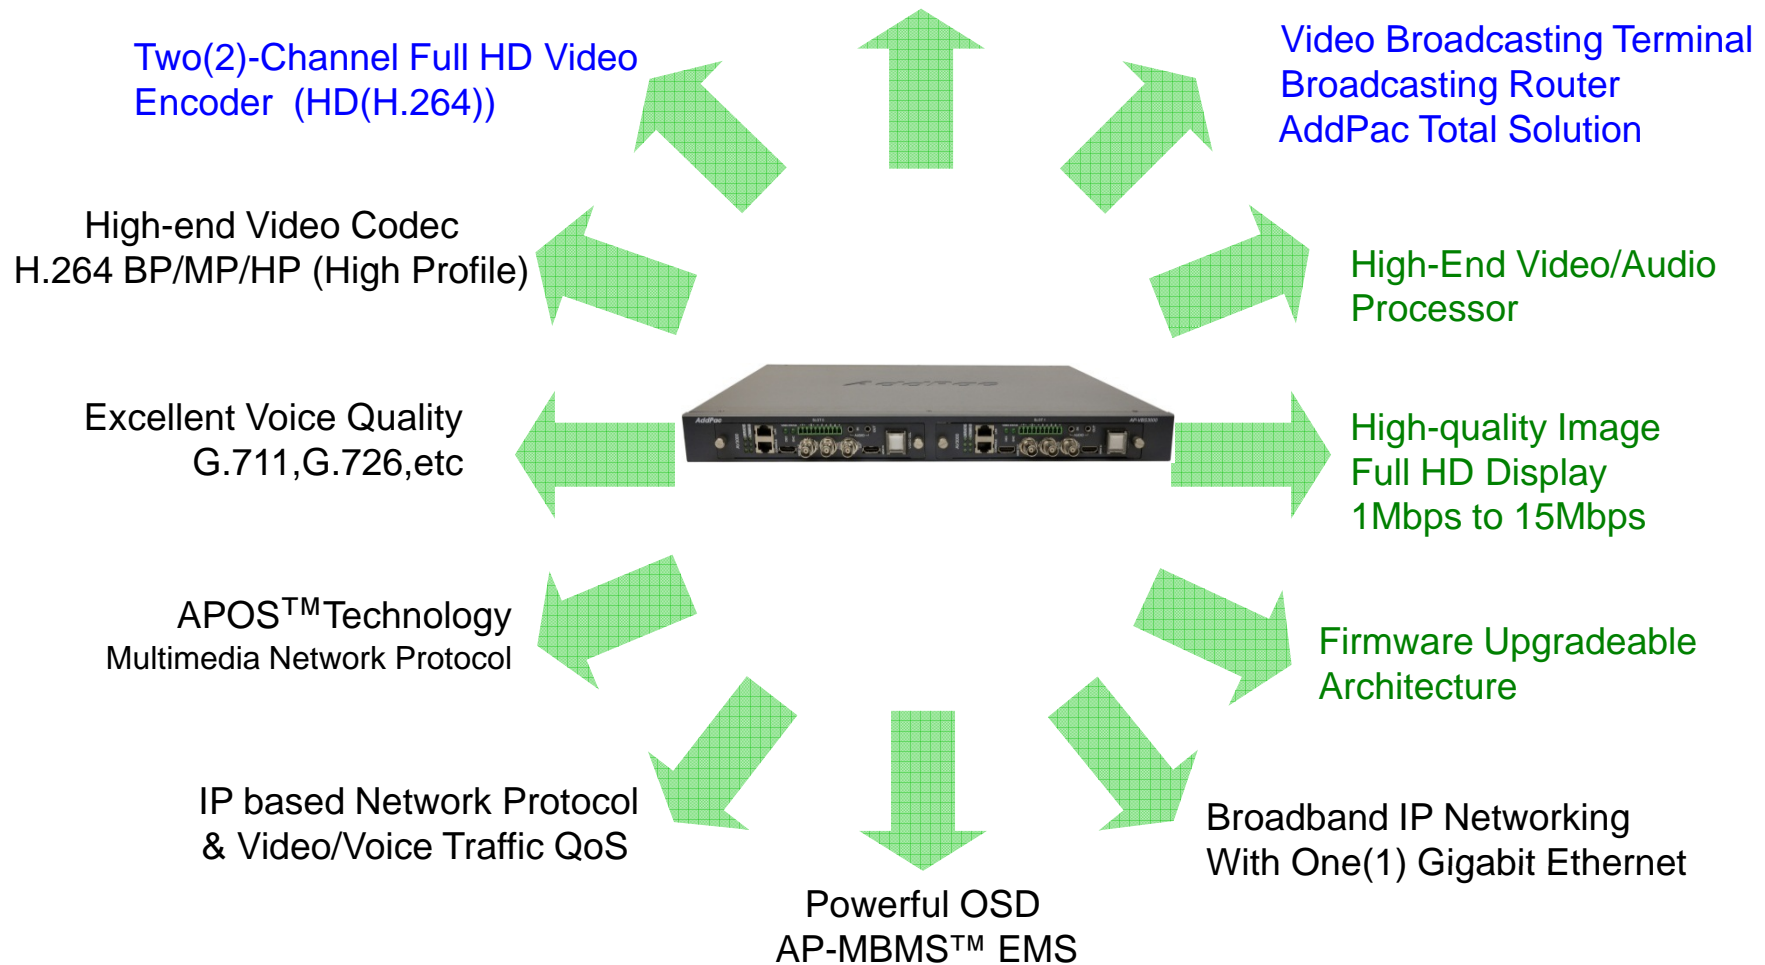 Two(2)-Channel Full HD Video
Encoder (HD(H.264))
Video Broadcasting Terminal
Broadcasting Router
AddPac Total Solution
High-end Video Codec
H.264 BP/MP/HP (High Profile)
High-End Video/Audio
Processor
AddPac
AddPac
Excellent Voice Quality
G.711,G.726,etc
High-quality Image
Full HD Display
1Mbps to 15Mbps
APOS™Technology
Multimedia Network Protocol
Firmware Upgradeable
Architecture
IP based Network Protocol
& Video/Voice Traffic QoS
Broadband IP Networking
With One(1) Gigabit Ethernet
Powerful OSD
AP-MBMS™ EMS